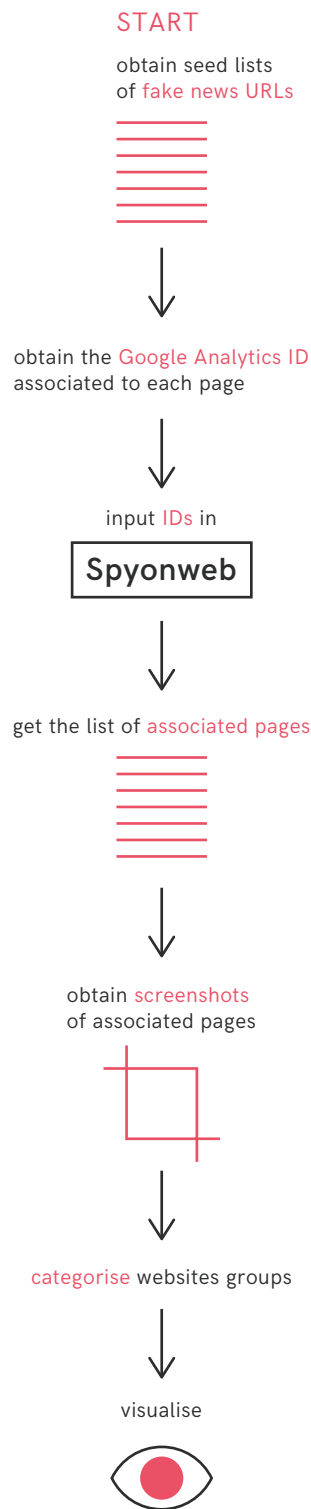 START
obtain seed lists
of fake news URLs
obtain the Google Analytics ID
associated to each page
input IDs in
Spyonweb
get the list of associated pages
obtain screenshots
of associated pages
categorise websites groups
visualise